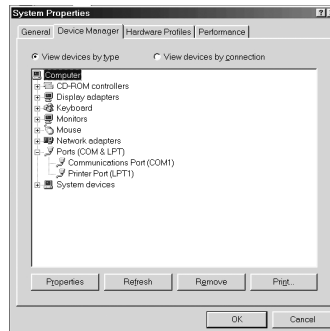 System Properties
General Device Manager Hardware Profiles Performance
View devices by type View devices by connection
Computer
CD-ROM controllers
Display adapters
Keyboard
Monitors
Mouse
Network adapters
Ports (COM & LPT)
Communications Port (COM1)
Printer Port (LPT1)
System devices
Properties Refresh Remove Print...
OK Cancel